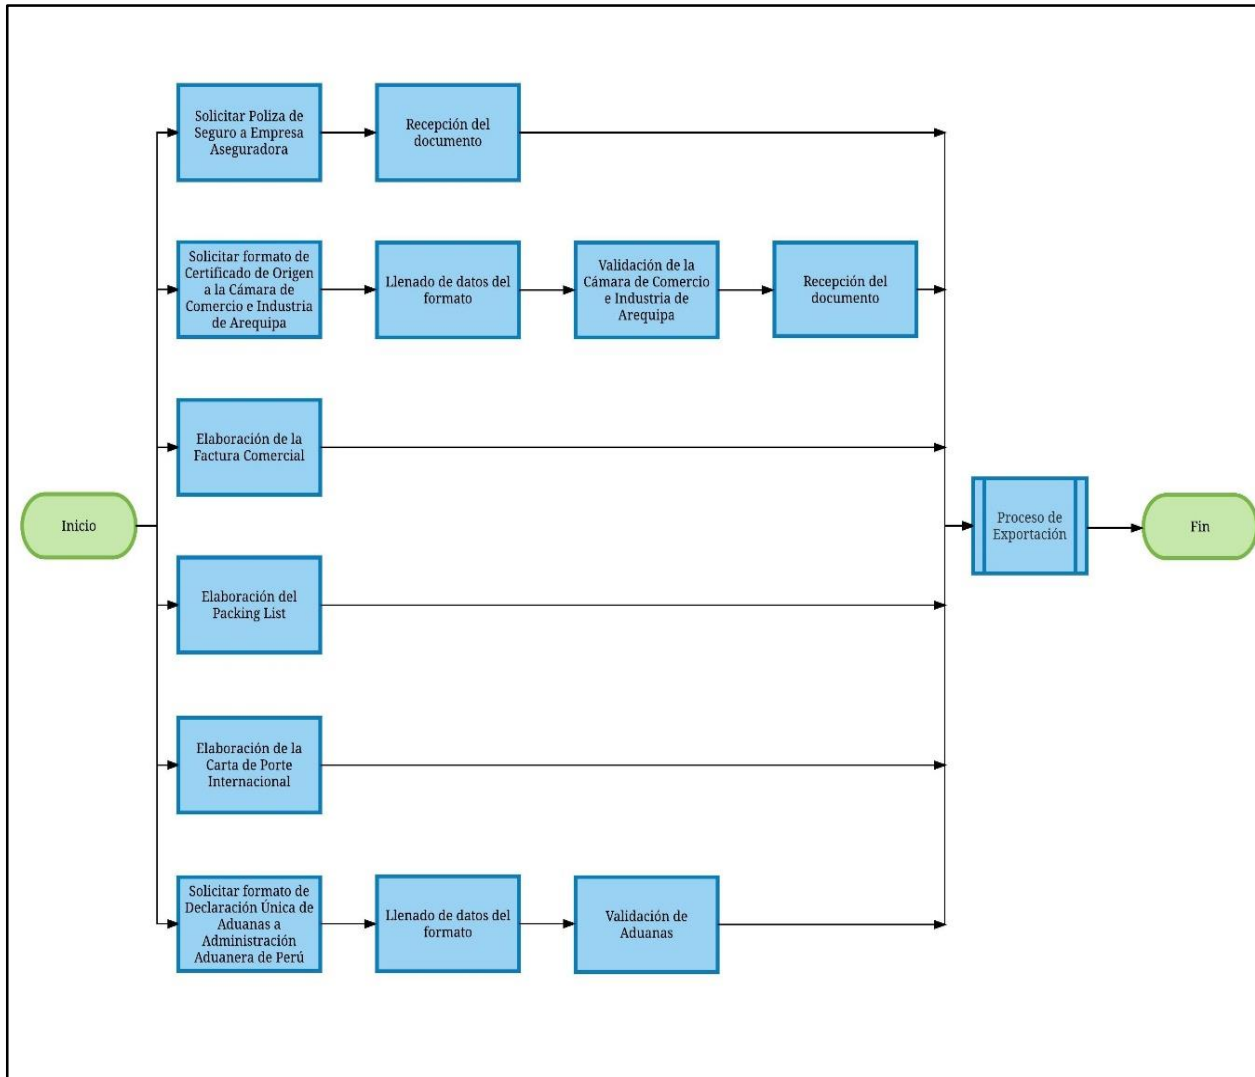 Solicitar Poliza de
Seguro a Empresa
Aseguradora
Recepción del
documento
Solicitar formato de
Certificado de Origen
a la Cámara de
Comercio e Industria
de Arequipa
Llenado de datos del
formato
Validación de la
Cámara de Comercio
e Industria de
Arequipa
Recepción del
documento
Elaboración de la
Factura Comercial
Inicio
Proceso de
Exportación
Fin
Elaboración del
Packing List
Elaboración de la
Carta de Porte
Internacional
Solicitar formato de
Declaración Única de
Aduanas a
Administración
Aduanera de Perú
Llenado de datos del
formato
Validación de
Aduanas